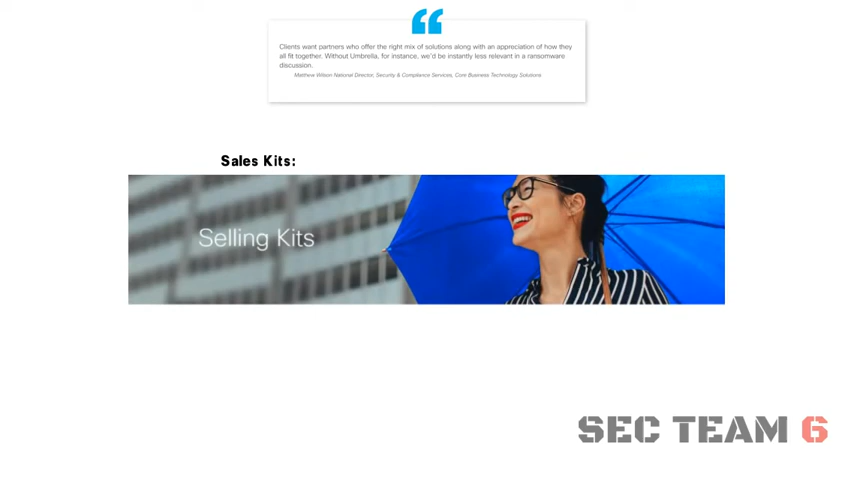 Clients want partners who offer the right mix of solutions along with an appreciation of how they
all fit together. Without Umbrella, for instance, we'd be instantly less relevant in a ransomware
discussion.
Matthew Wilson National Director, Security & Compliance Services, Core Business Technology Solutions
Sales Kits:
Selling Kits
SEC TEAM 6